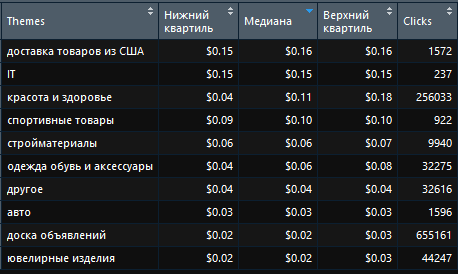 Themes Нижний квартиль Медиана Верхний квартиль Clicks
доставка товаров из США $0.15 $0.16 $0.16 1572
IT $0.15 $0.15 $0.15 237
красота и здоровье $0.04 $0.11 $0.18 256033
спортивные товары $0.09 $0.10 $0.10 922
стройматериалы $0.06 $0.06 $0.07 9940
одежда обувь и аксессуары $0.04 $0.06 $0.08 32275
другое $0.04 $0.04 $0.04 32616
авто $0.03 $0.03 $0.03 1596
доска объявлений $0.02 $0.02 $0.03 655161
ювелирные изделия $0.02 $0.02 $0.03 44247